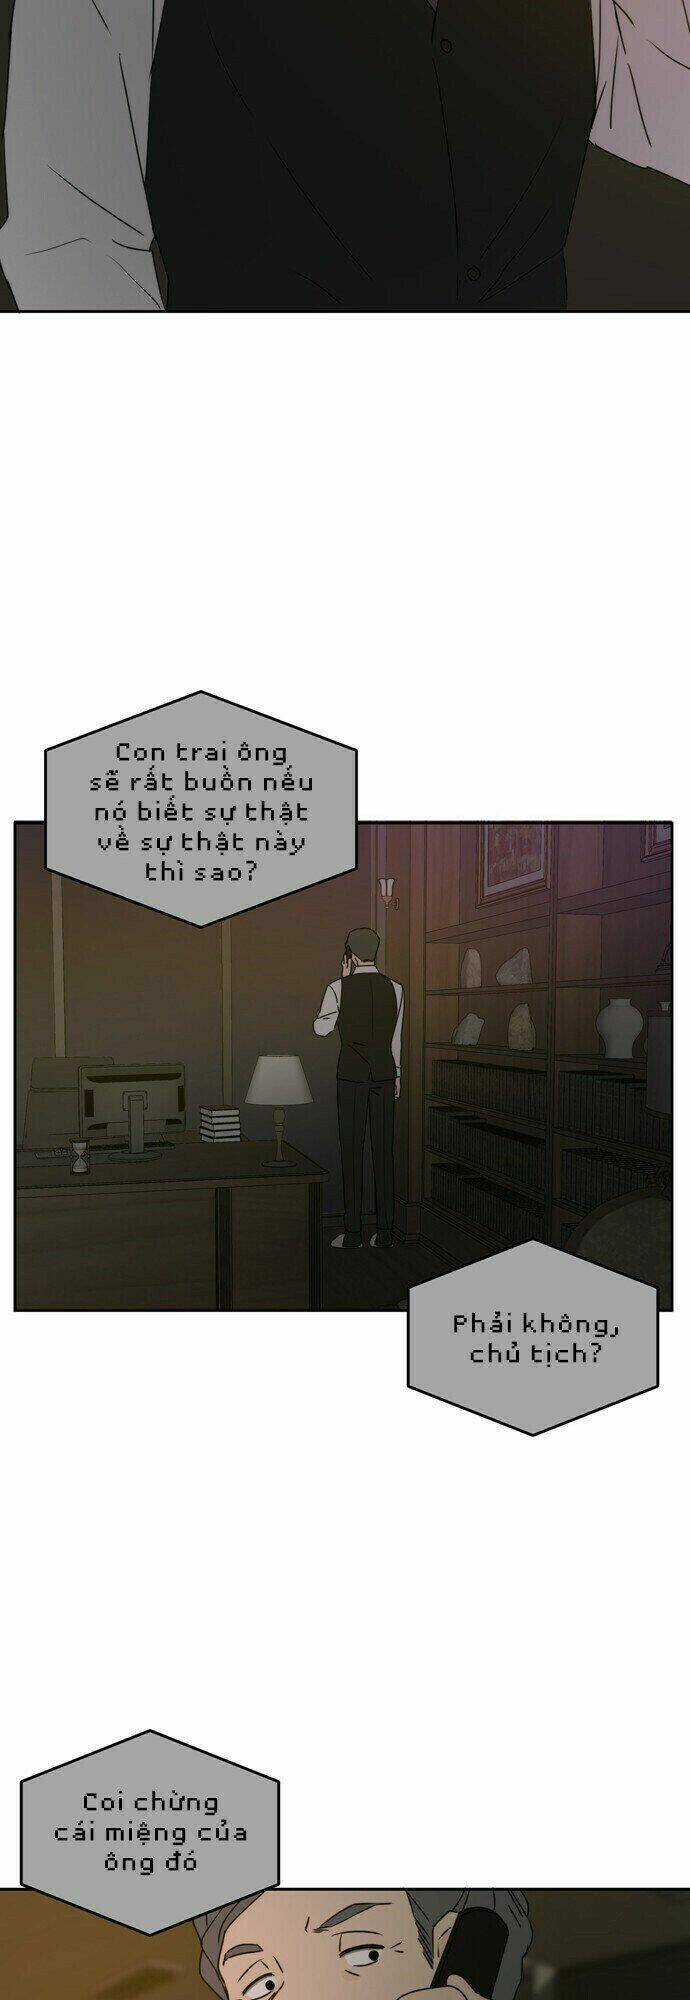 Con trai ông
sẽ rất buồn nếu
nó biết sự thật
về sự thật này
thì sao?
Phải không,
chủ tịch?
Coi chừng
cái miệng của
ông đó